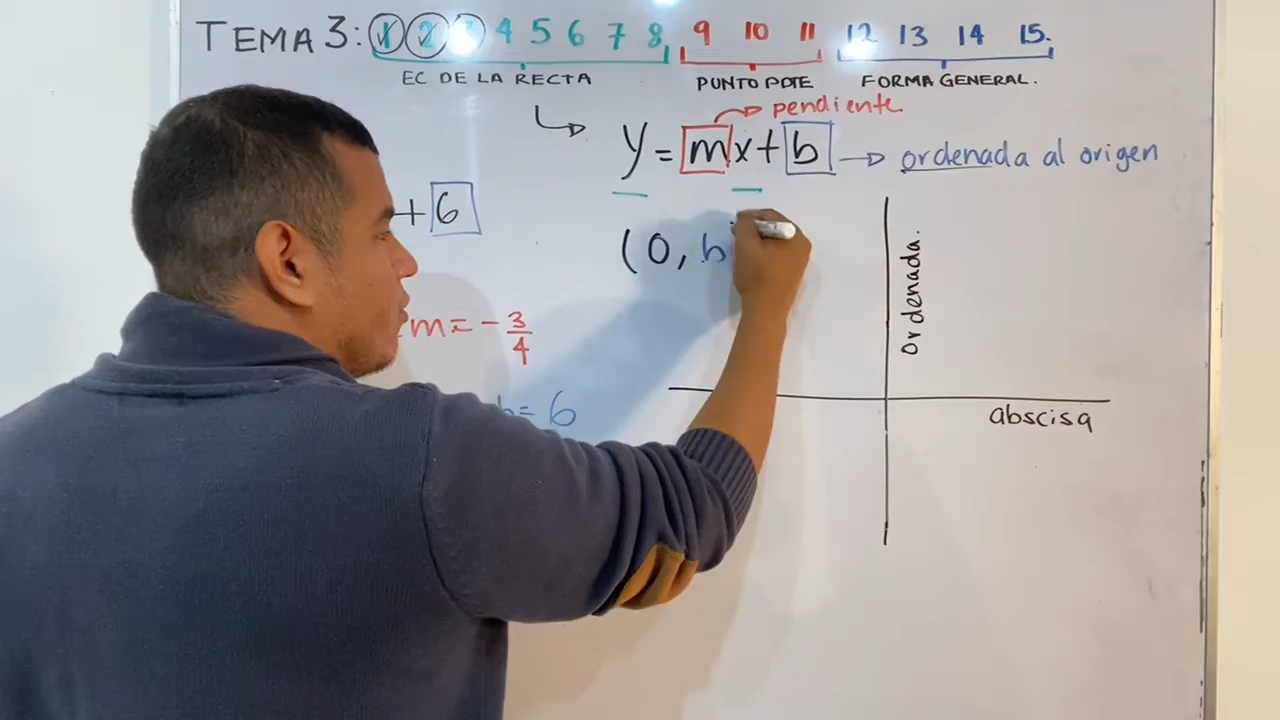 TEMA 3: 1 2 3 4 5 6 7 8 9 10 11 12 13 14 15.
EC DE LA RECTA PUNTO PDTE FORMA GENERAL.
pendiente
y = mx + b → ordenada al origen
+ 6
(0, b
ordenada.
m = - 3/4
b = 6
abscisa